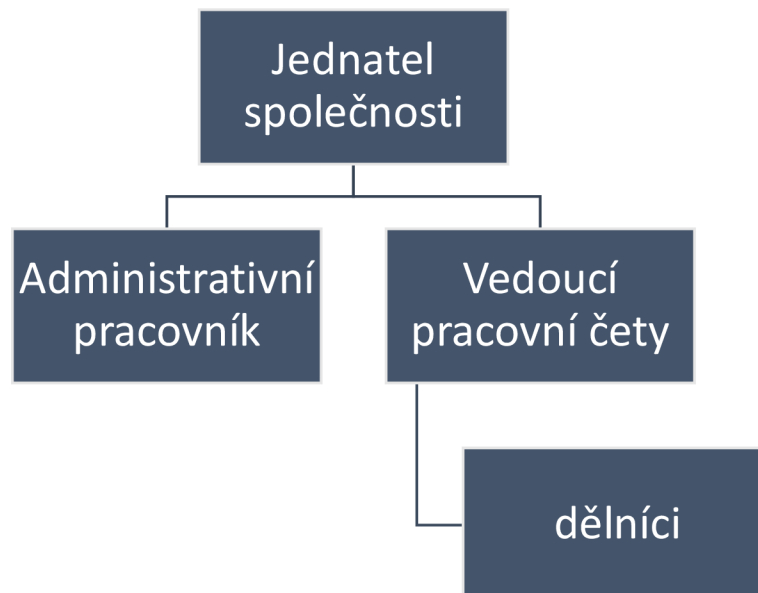 Jednatel
společnosti
Administrativní
pracovník
Vedoucí
pracovní čety
dělníci